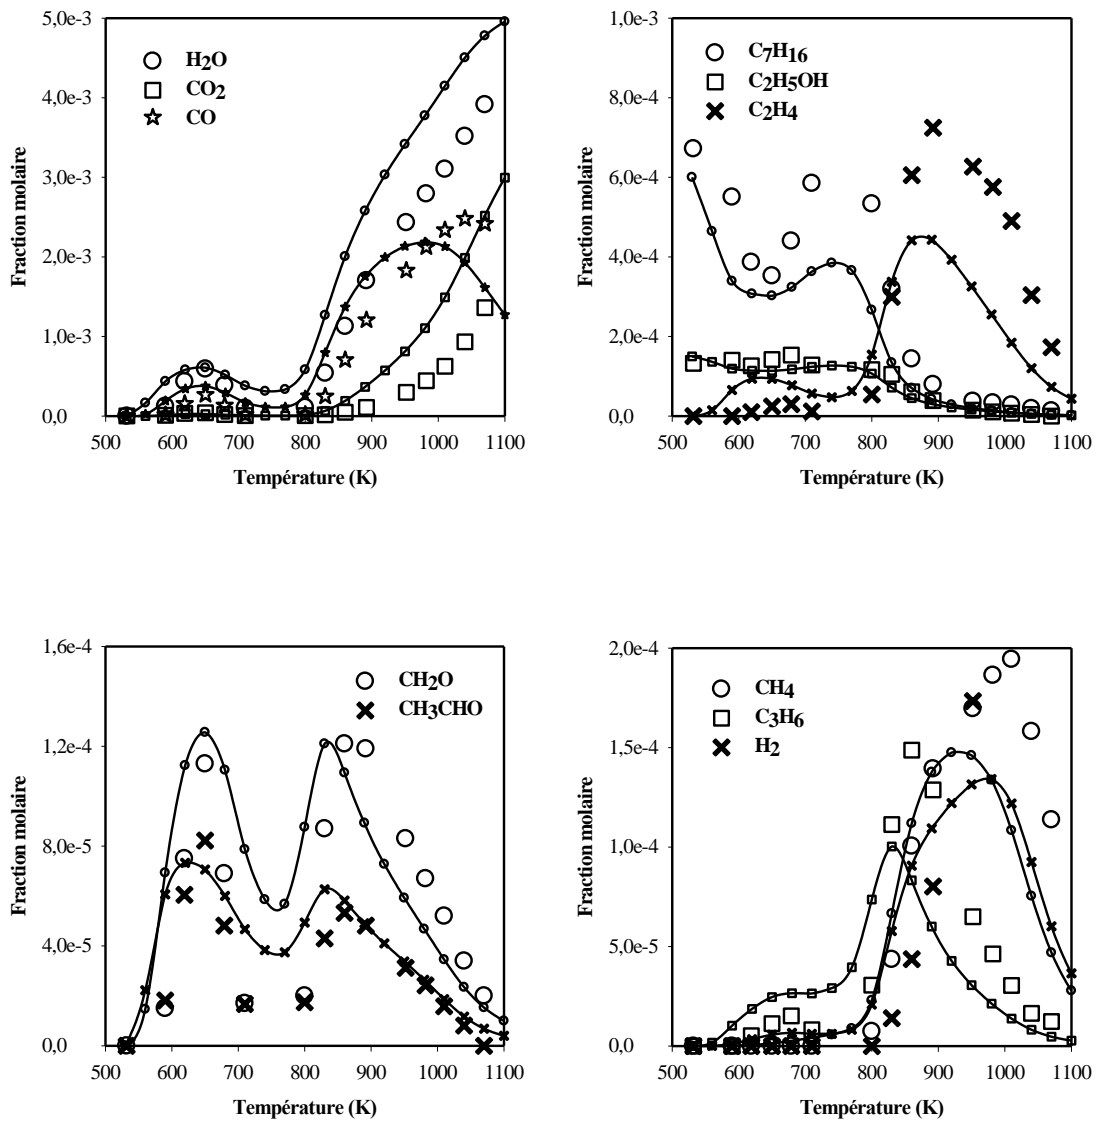 5,0e-3
4,0e-3
3,0e-3
2,0e-3
1,0e-3
0,0
Fraction molaire
H2O
CO2
CO
500 600 700 800 900 1000 1100
Température (K)
1,0e-3
8,0e-4
6,0e-4
4,0e-4
2,0e-4
0,0
Fraction molaire
C7H16
C2H5OH
C2H4
500 600 700 800 900 1000 1100
Température (K)
1,6e-4
1,2e-4
8,0e-5
4,0e-5
0,0
Fraction molaire
CH2O
CH3CHO
500 600 700 800 900 1000 1100
Température (K)
2,0e-4
1,5e-4
1,0e-4
5,0e-5
0,0
Fraction molaire
CH4
C3H6
H2
500 600 700 800 900 1000 1100
Température (K)